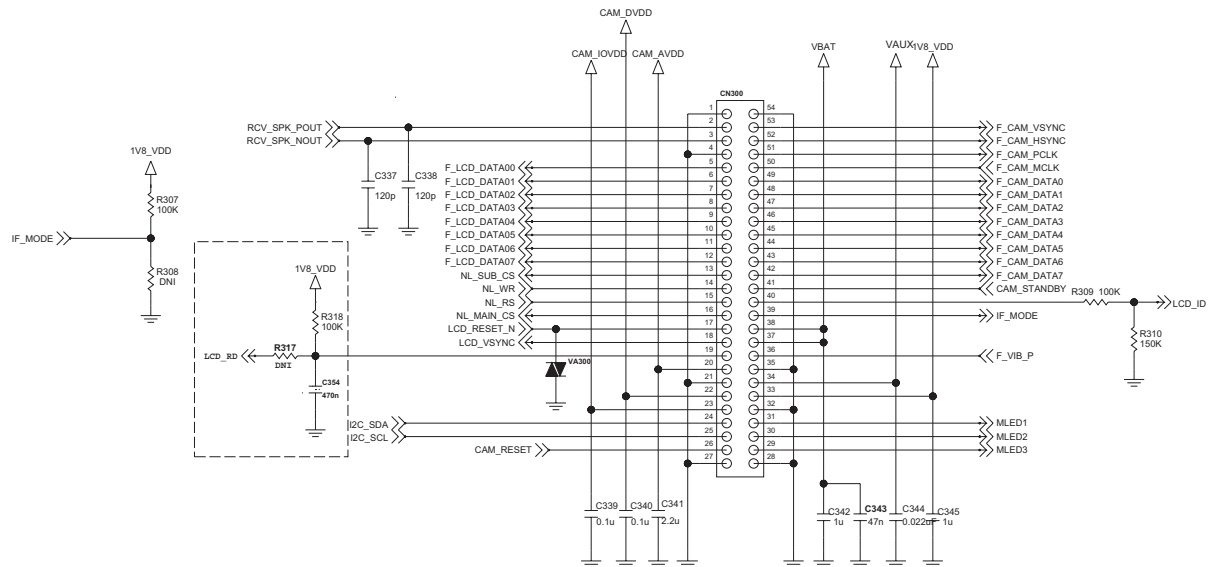 CAM_DVDD
CAM_IOVDD
CAM_AVDD
VBAT
VAUX
1V8_VDD
CN300
RCV_SPK_POUT
RCV_SPK_NOUT
C337
120p
C338
120p
1V8_VDD
R307
100K
IF_MODE
R308
DNI
F_LCD_DATA00
F_LCD_DATA01
F_LCD_DATA02
F_LCD_DATA03
F_LCD_DATA04
F_LCD_DATA05
F_LCD_DATA06
F_LCD_DATA07
NL_SUB_CS
NL_WR
NL_RS
NL_MAIN_CS
LCD_RESET_N
LCD_VSYNC
1V8_VDD
R318
100K
LCD_RD
R317
DNI
C354
470n
VA300
I2C_SDA
I2C_SCL
CAM_RESET
1
2
3
4
5
6
7
8
9
10
11
12
13
14
15
16
17
18
19
20
21
22
23
24
25
26
27
54
53
52
51
50
49
48
47
46
45
44
43
42
41
40
39
38
37
36
35
34
33
32
31
30
29
28
F_CAM_VSYNC
F_CAM_HSYNC
F_CAM_PCLK
F_CAM_MCLK
F_CAM_DATA0
F_CAM_DATA1
F_CAM_DATA2
F_CAM_DATA3
F_CAM_DATA4
F_CAM_DATA5
F_CAM_DATA6
F_CAM_DATA7
CAM_STANDBY
R309 100K
LCD_ID
IF_MODE
R310
150K
F_VIB_P
MLED1
MLED2
MLED3
C339
0.1u
C340
0.1u
C341
2.2u
C342
1u
C343
47n
C344
0.022uF
C345
1u